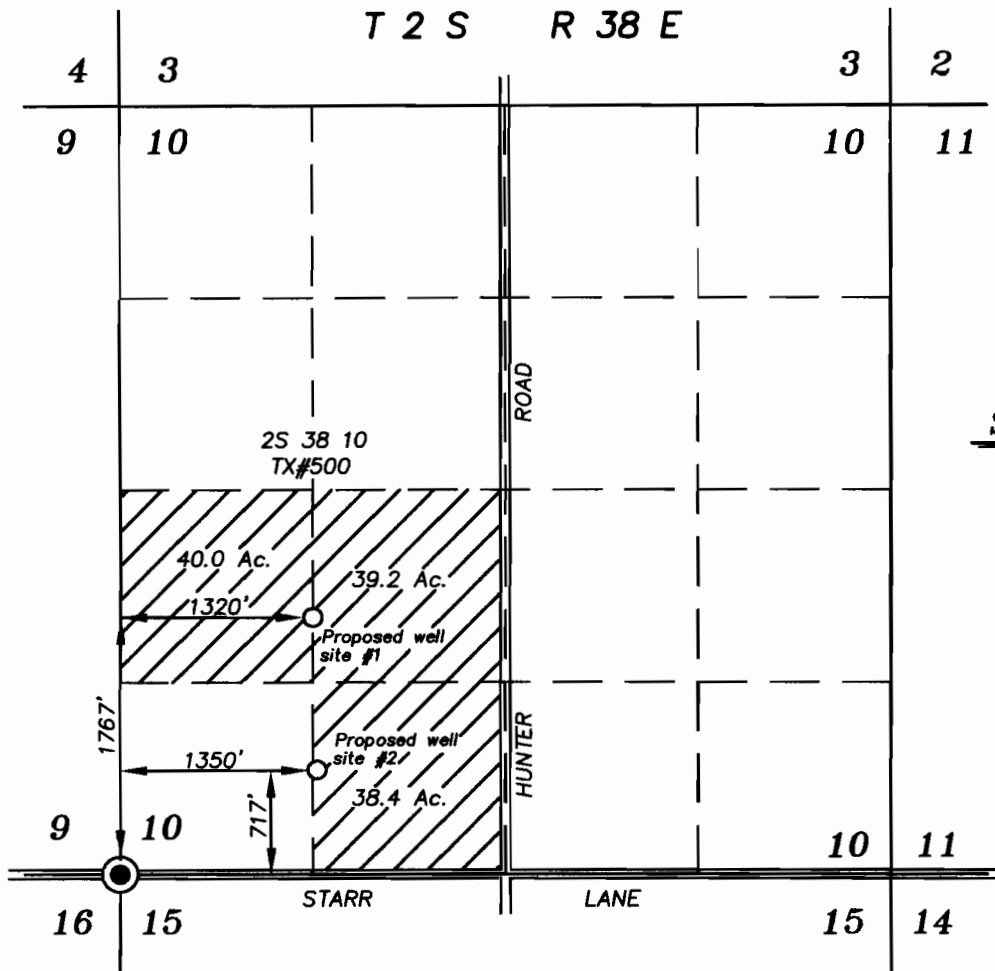 T 2 S R 38 E
4 3 3 2
9 10 10 11
ROAD
2S 38 10
TX#500
40.0 Ac.
39.2 Ac.
1320'
Proposed well
site #1
1767'
HUNTER
Proposed well
site #2
1350'
717'
38.4 Ac.
9 10 10 11
STARR LANE
16 15 15 14